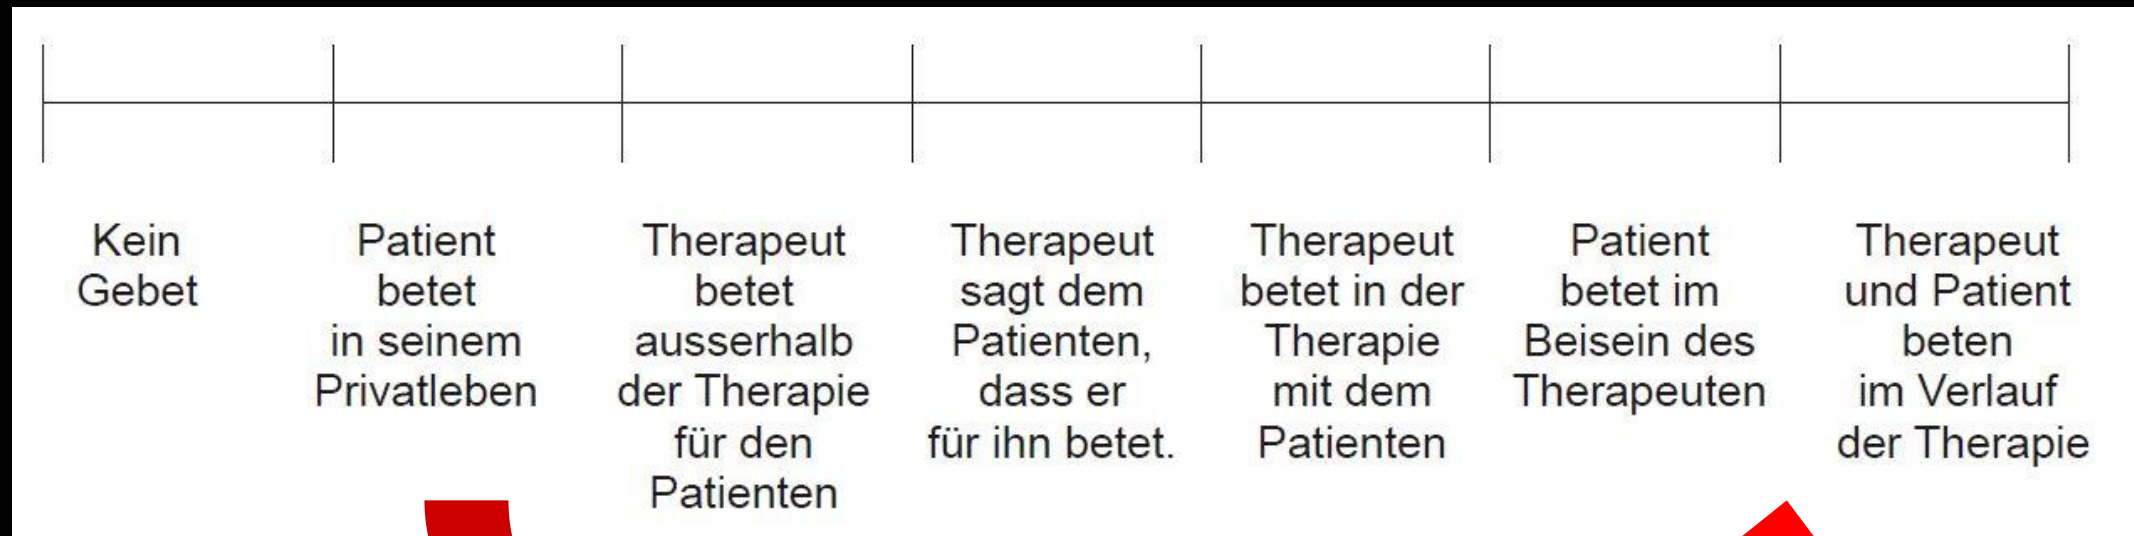 Kein
Gebet
Patient
betet
in seinem
Privatleben
Therapeut
betet
ausserhalb
der Therapie
für den
Patienten
Therapeut
sagt dem
Patienten,
dass er
für ihn betet.
Therapeut
betet in der
Therapie
mit dem
Patienten
Patient
betet im
Beisein des
Therapeuten
Therapeut
und Patient
beten
im Verlauf
der Therapie